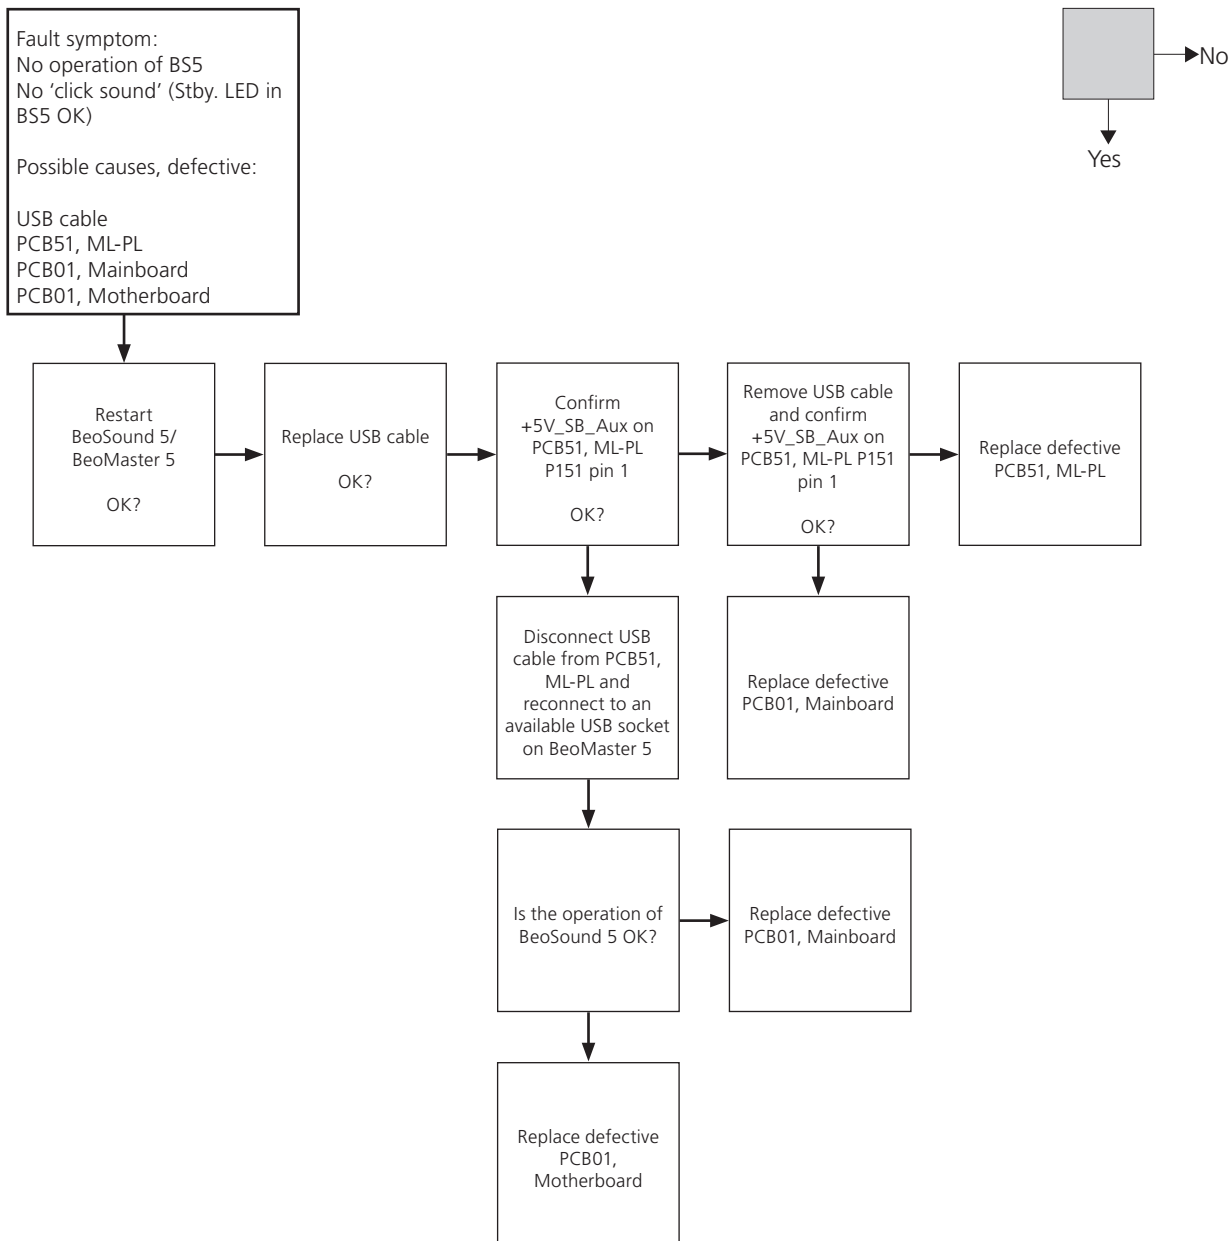 Fault symptom:
No operation of BS5
No ‘click sound’ (Stby. LED in
BS5 OK)
Possible causes, defective:
USB cable
PCB51, ML-PL
PCB01, Mainboard
PCB01, Motherboard
No
Yes
Restart
BeoSound 5/
BeoMaster 5
OK?
Replace USB cable
OK?
Confirm
+5V_SB_Aux on
PCB51, ML-PL
P151 pin 1
OK?
Remove USB cable
and confirm
+5V_SB_Aux on
PCB51, ML-PL P151
pin 1
OK?
Replace defective
PCB51, ML-PL
Disconnect USB
cable from PCB51,
ML-PL and
reconnect to an
available USB socket
on BeoMaster 5
Replace defective
PCB01, Mainboard
Is the operation of
BeoSound 5 OK?
Replace defective
PCB01, Mainboard
Replace defective
PCB01,
Motherboard